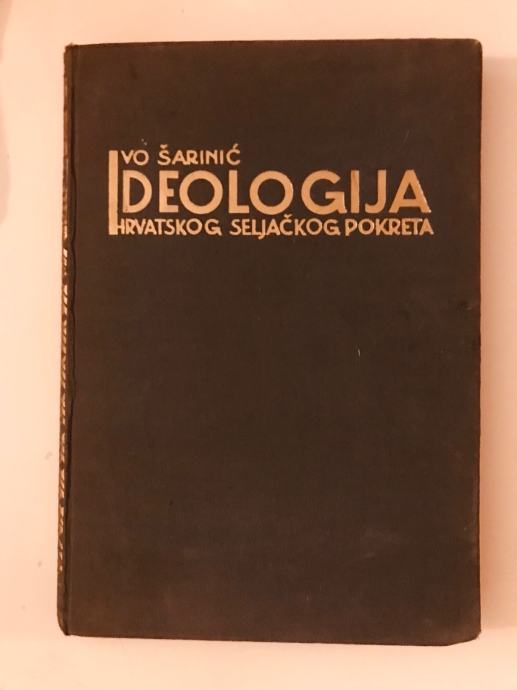 IVO ŠARINIĆ
IDEOLOGIJA
HRVATSKOG SELJAČKOG POKRETA